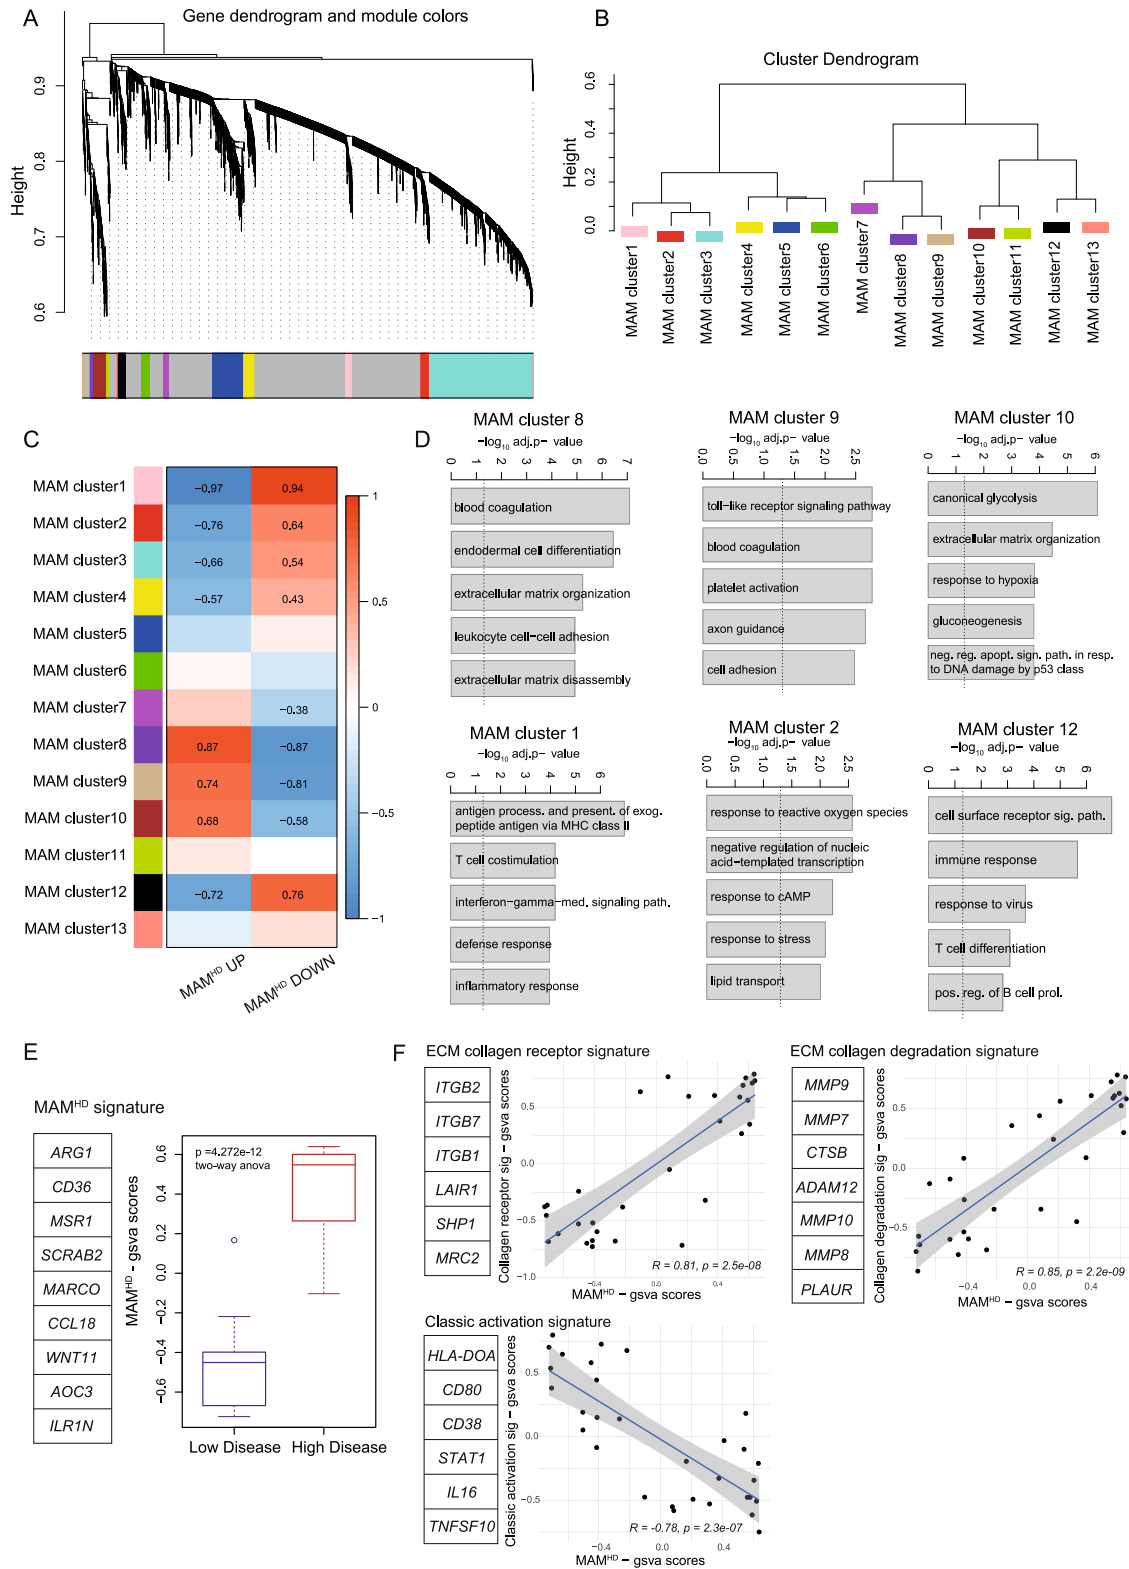 A
Gene dendrogram and module colors
Height
0.9
0.8
0.7
0.6
B
Cluster Dendrogram
Height
0.6
0.4
0.2
0.0
MAM cluster1
MAM cluster2
MAM cluster3
MAM cluster4
MAM cluster5
MAM cluster6
MAM cluster7
MAM cluster8
MAM cluster9
MAM cluster10
MAM cluster11
MAM cluster12
MAM cluster13
C
MAM cluster1 −0.97 0.94
MAM cluster2 −0.76 0.64
MAM cluster3 −0.66 0.54
MAM cluster4 −0.57 0.43
MAM cluster5
MAM cluster6
MAM cluster7 −0.38
MAM cluster8 0.87 −0.87
MAM cluster9 0.74 −0.81
MAM cluster10 0.68 −0.58
MAM cluster11
MAM cluster12 −0.72 0.76
MAM cluster13
MAMᴴᴰ UP
MAMᴴᴰ DOWN
1
0.5
0
−0.5
−1
D
MAM cluster 8
−log₁₀ adj.p− value
0 1 2 3 4 5 6 7
blood coagulation
endodermal cell differentiation
extracellular matrix organization
leukocyte cell−cell adhesion
extracellular matrix disassembly
MAM cluster 9
−log₁₀ adj.p− value
0.0 0.5 1.0 1.5 2.0 2.5
toll−like receptor signaling pathway
blood coagulation
platelet activation
axon guidance
cell adhesion
MAM cluster 10
−log₁₀ adj.p− value
0 1 2 3 4 5 6
canonical glycolysis
extracellular matrix organization
response to hypoxia
gluconeogenesis
neg. reg. apopt. sign. path. in resp.
to DNA damage by p53 class
MAM cluster 1
−log₁₀ adj.p− value
0 1 2 3 4 5 6
antigen process. and present. of exog.
peptide antigen via MHC class II
T cell costimulation
interferon−gamma−med. signaling path.
defense response
inflammatory response
MAM cluster 2
−log₁₀ adj.p− value
0.0 0.5 1.0 1.5 2.0 2.5
response to reactive oxygen species
negative regulation of nucleic
acid−templated transcription
response to cAMP
response to stress
lipid transport
MAM cluster 12
−log₁₀ adj.p− value
0 1 2 3 4 5 6
cell surface receptor sig. path.
immune response
response to virus
T cell differentiation
pos. reg. of B cell prol.
E
MAMᴴᴰ signature
ARG1
CD36
MSR1
SCRAB2
MARCO
CCL18
WNT11
AOC3
ILR1N
MAMᴴᴰ − gsva scores
0.6
0.4
0.2
0.0
−0.2
−0.4
−0.6
p =4.272e-12
two-way anova
Low Disease High Disease
F
ECM collagen receptor signature
ITGB2
ITGB7
ITGB1
LAIR1
SHP1
MRC2
Collagen receptor sig − gsva scores
0.5
0.0
−0.5
−1.0
R = 0.81, p = 2.5e-08
−0.4 0.0 0.4
MAMᴴᴰ − gsva scores
ECM collagen degradation signature
MMP9
MMP7
CTSB
ADAM12
MMP10
MMP8
PLAUR
Collagen degradation sig − gsva scores
0.5
0.0
−0.5
R = 0.85, p = 2.2e-09
−0.4 0.0 0.4
MAMᴴᴰ − gsva scores
Classic activation signature
HLA-DOA
CD80
CD38
STAT1
IL16
TNFSF10
Classic activation sig − gsva scores
0.5
0.0
−0.5
R = -0.78, p = 2.3e-07
−0.4 0.0 0.4
MAMᴴᴰ − gsva scores